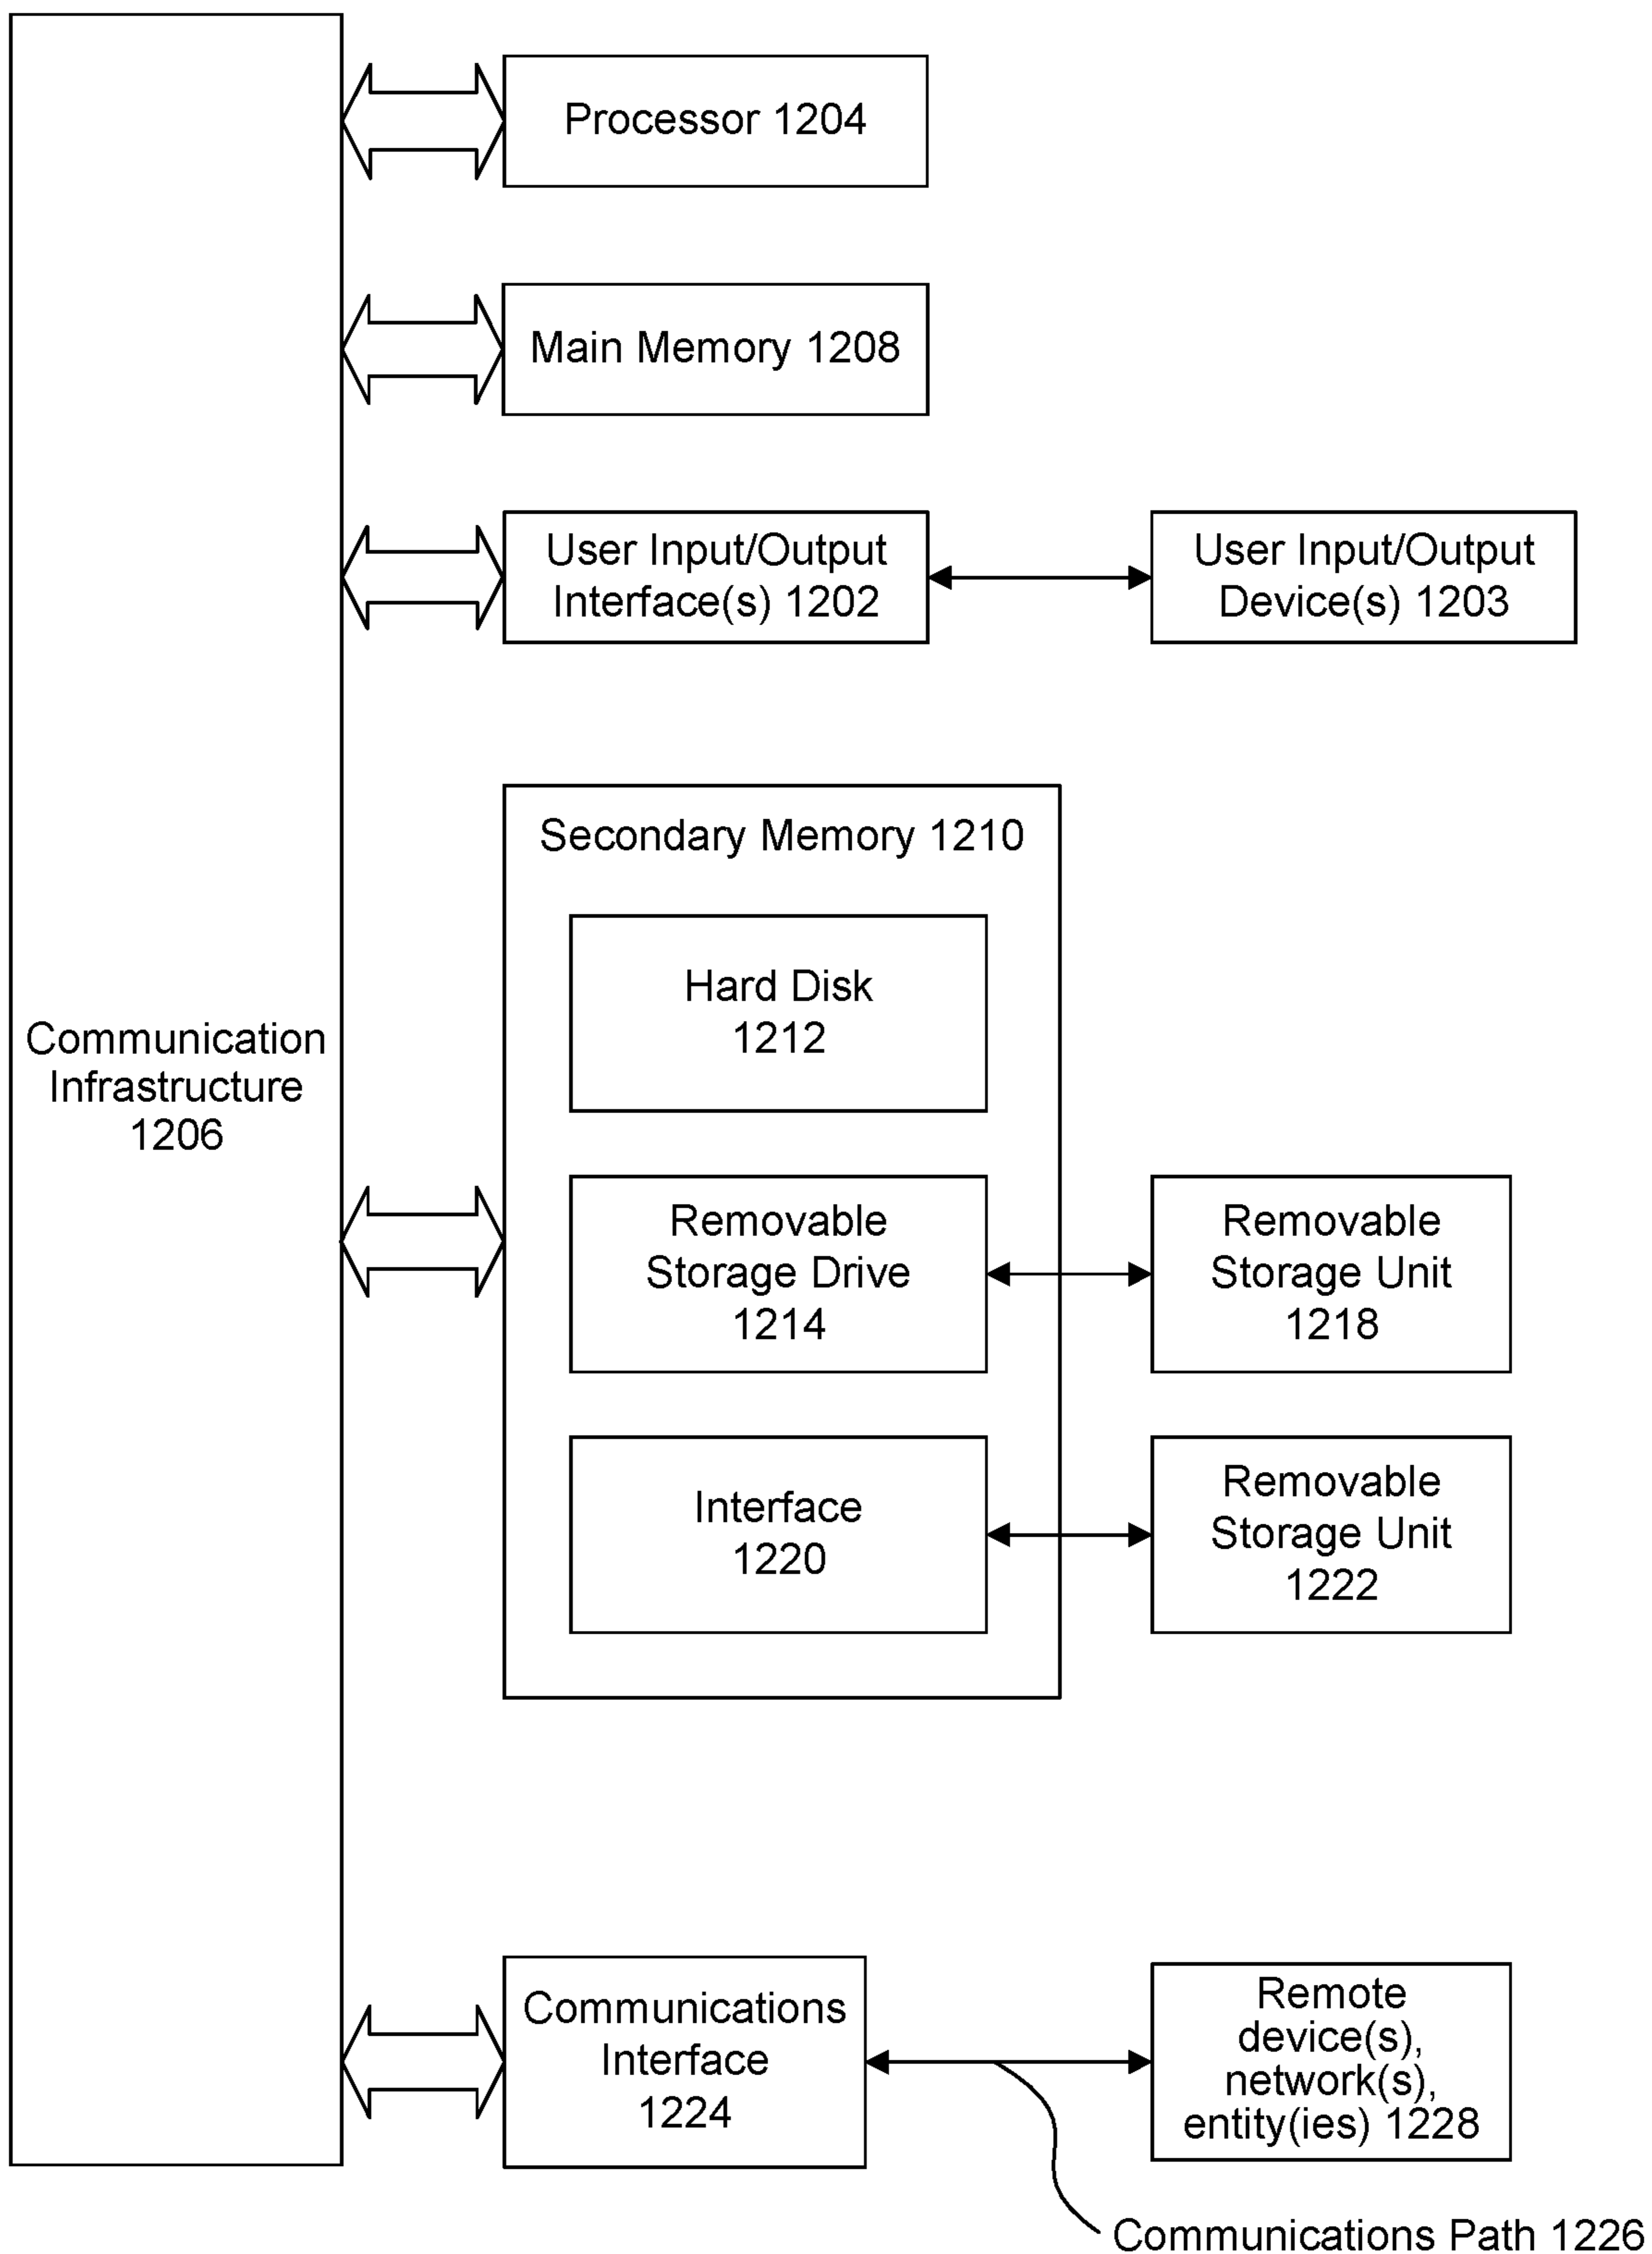 Processor 1204
Main Memory 1208
User Input/Output
Interface(s) 1202
User Input/Output
Device(s) 1203
Secondary Memory 1210
Hard Disk
1212
Communication
Infrastructure
1206
Removable
Storage Drive
1214
Removable
Storage Unit
1218
Interface
1220
Removable
Storage Unit
1222
Communications
Interface
1224
Remote
device(s),
network(s),
entity(ies) 1228
Communications Path 1226